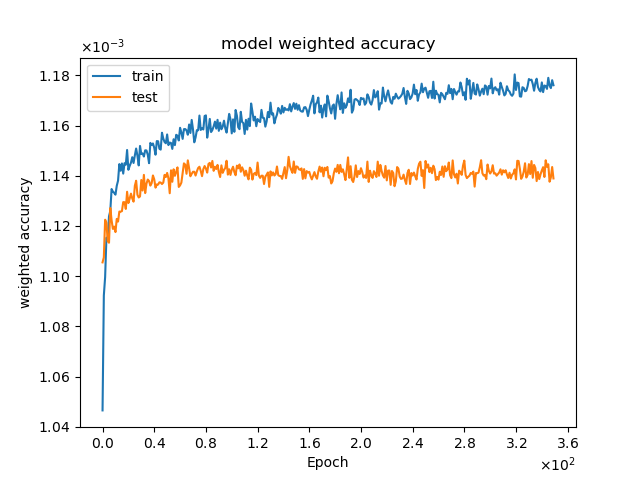 ×10⁻³
model weighted accuracy
train
test
1.18
1.16
1.14
1.12
1.10
1.08
1.06
1.04
weighted accuracy
0.0 0.4 0.8 1.2 1.6 2.0 2.4 2.8 3.2 3.6
Epoch
×10²